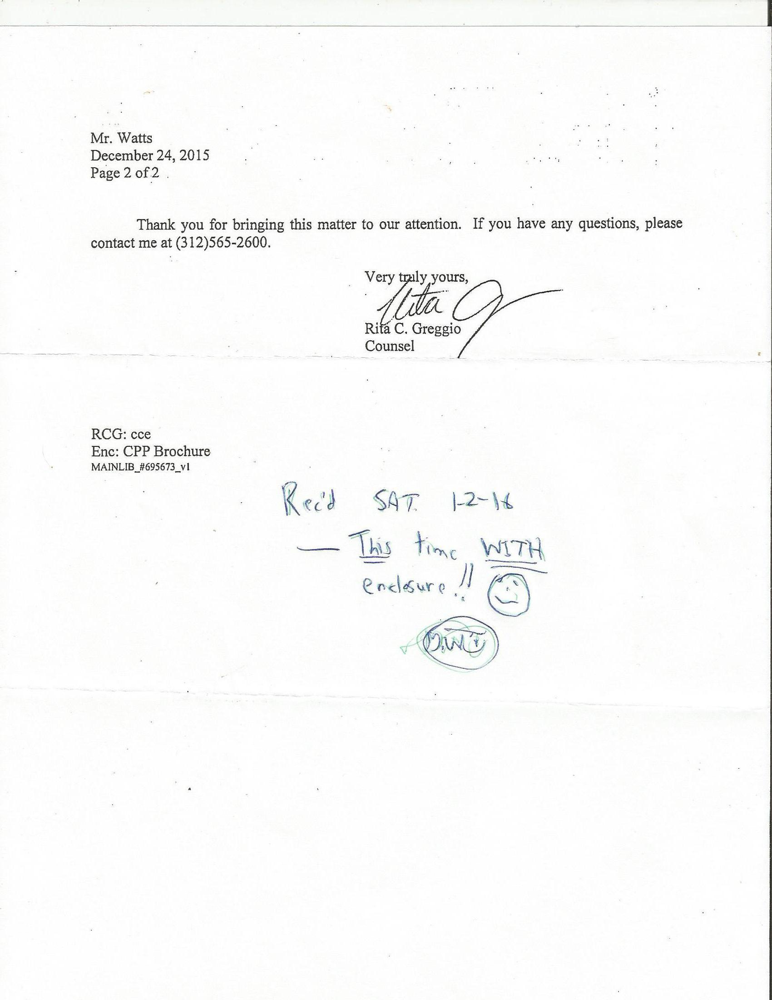 Mr. Watts
December 24, 2015
Page 2 of 2
Thank you for bringing this matter to our attention. If you have any questions, please
contact me at (312)565-2600.
Very truly yours,
Rita G
Rita C. Greggio
Counsel
RCG: cce
Enc: CPP Brochure
MAINLIB_#695673_v1
Rec'd SAT. 1-2-16
— This time WITH
enclosure!!